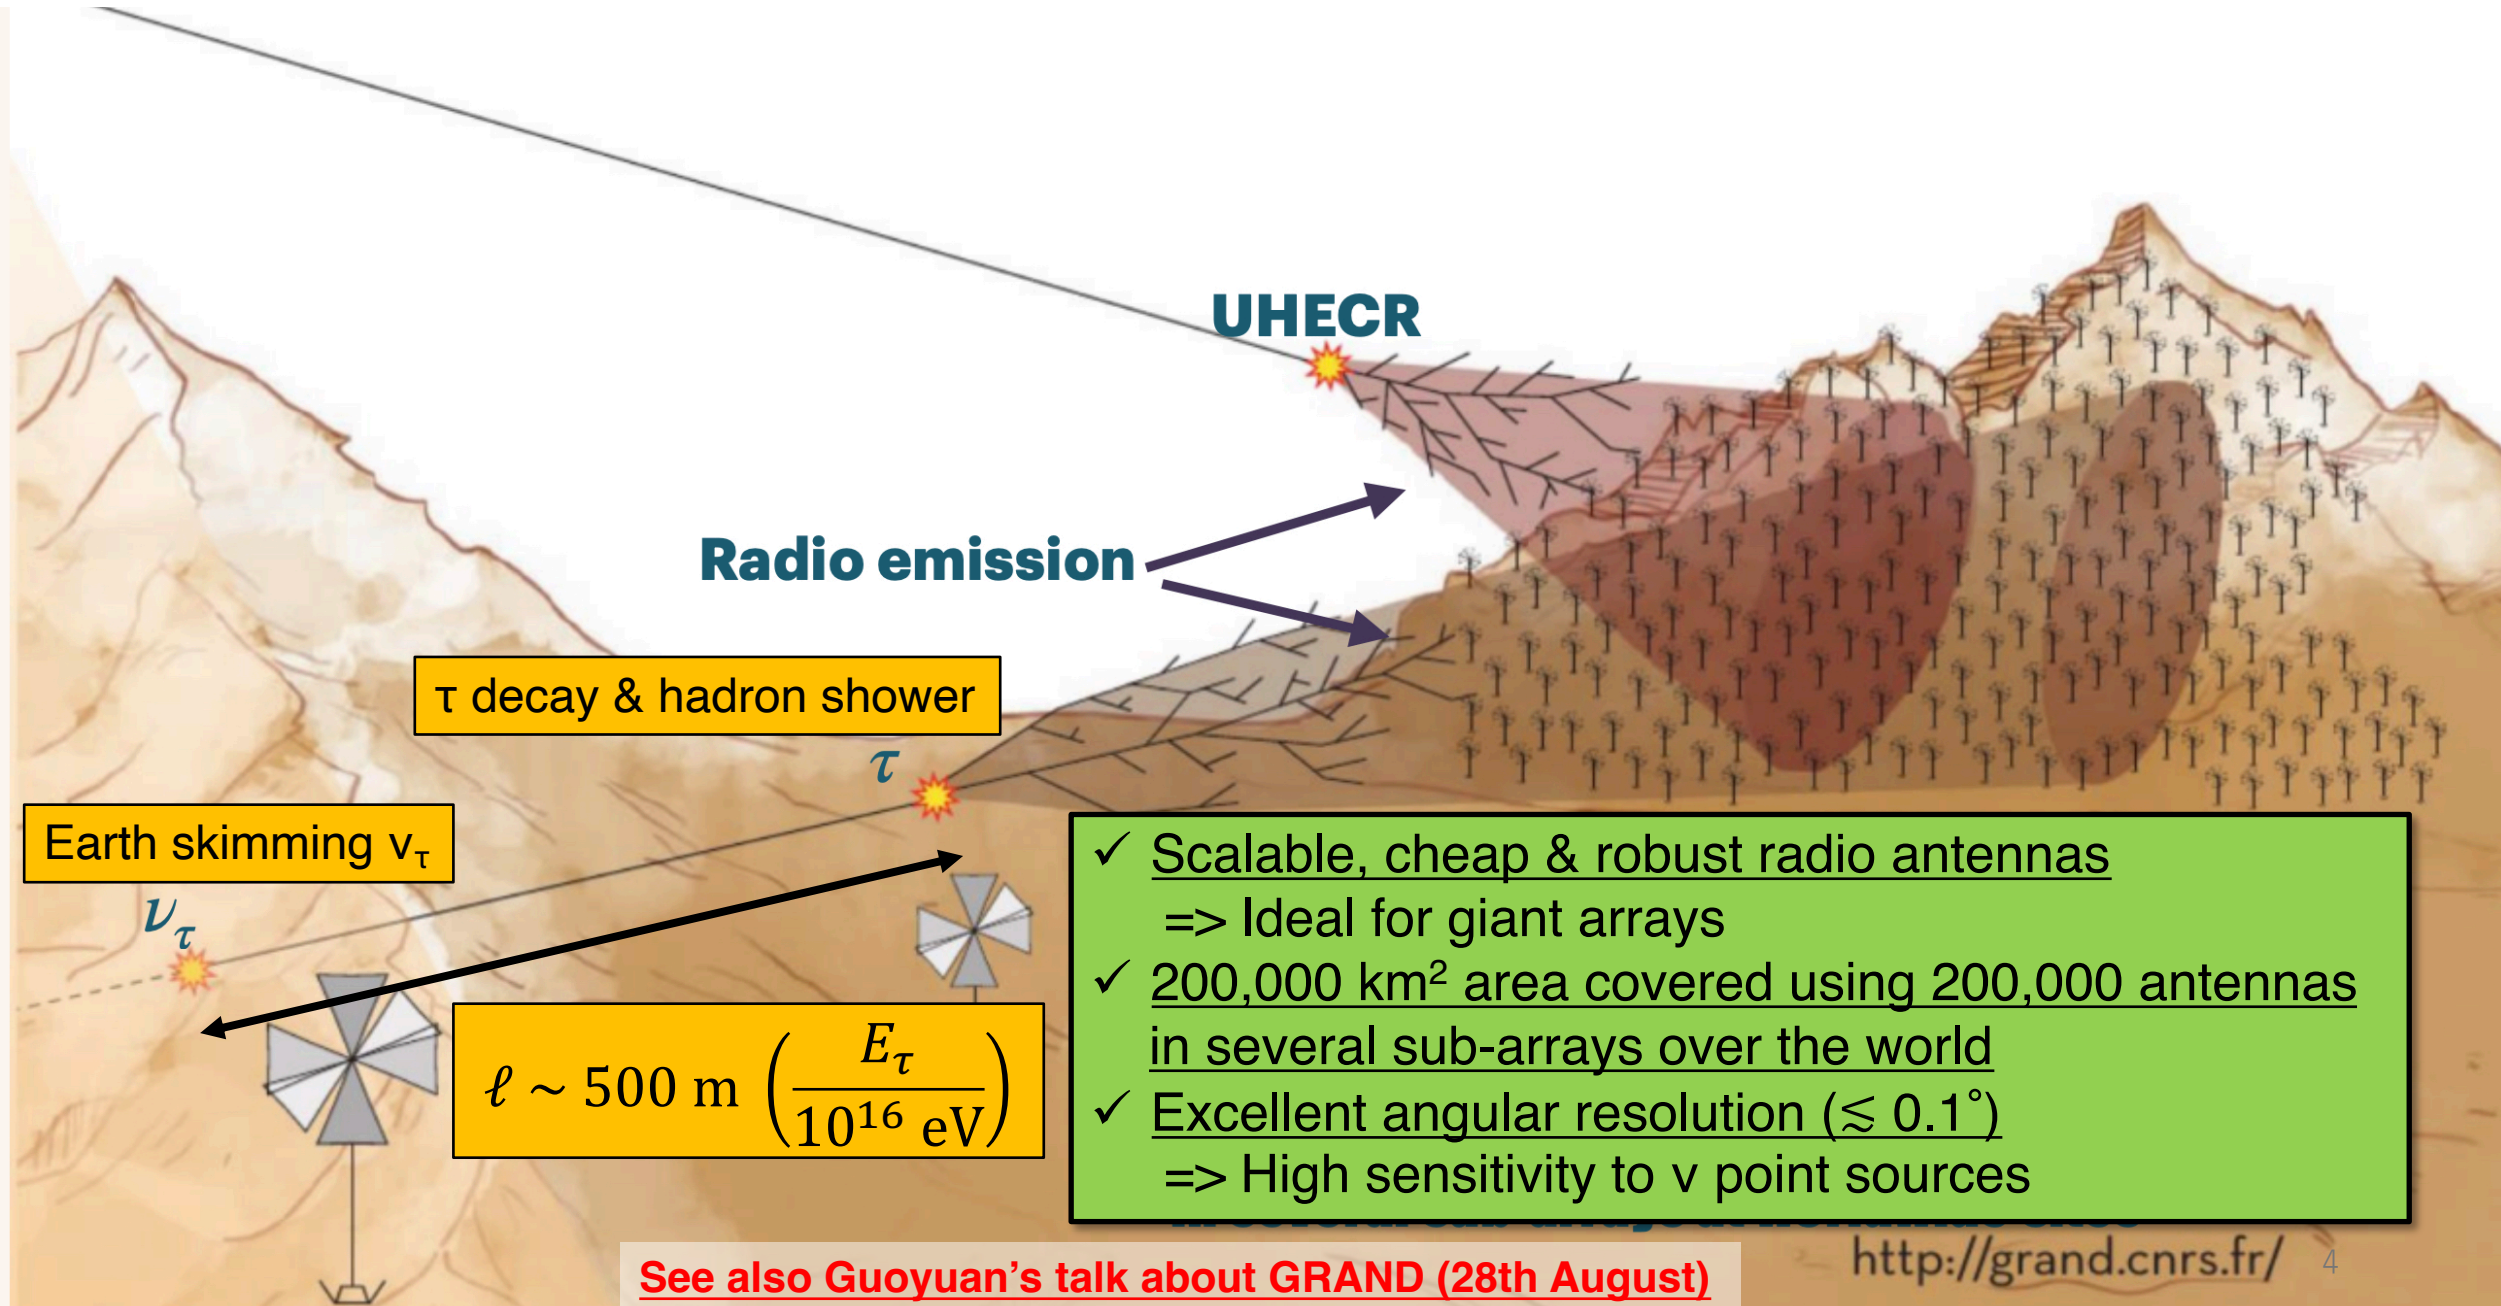 UHECR
Radio emission
τ decay & hadron shower
τ
Earth skimming ντ
ντ
ℓ ~ 500 m (Eτ / 10^16 eV)
✓ Scalable, cheap & robust radio antennas
=> Ideal for giant arrays
✓ 200,000 km² area covered using 200,000 antennas
in several sub-arrays over the world
✓ Excellent angular resolution (≲ 0.1°)
=> High sensitivity to ν point sources
http://grand.cnrs.fr/
4
See also Guoyuan's talk about GRAND (28th August)